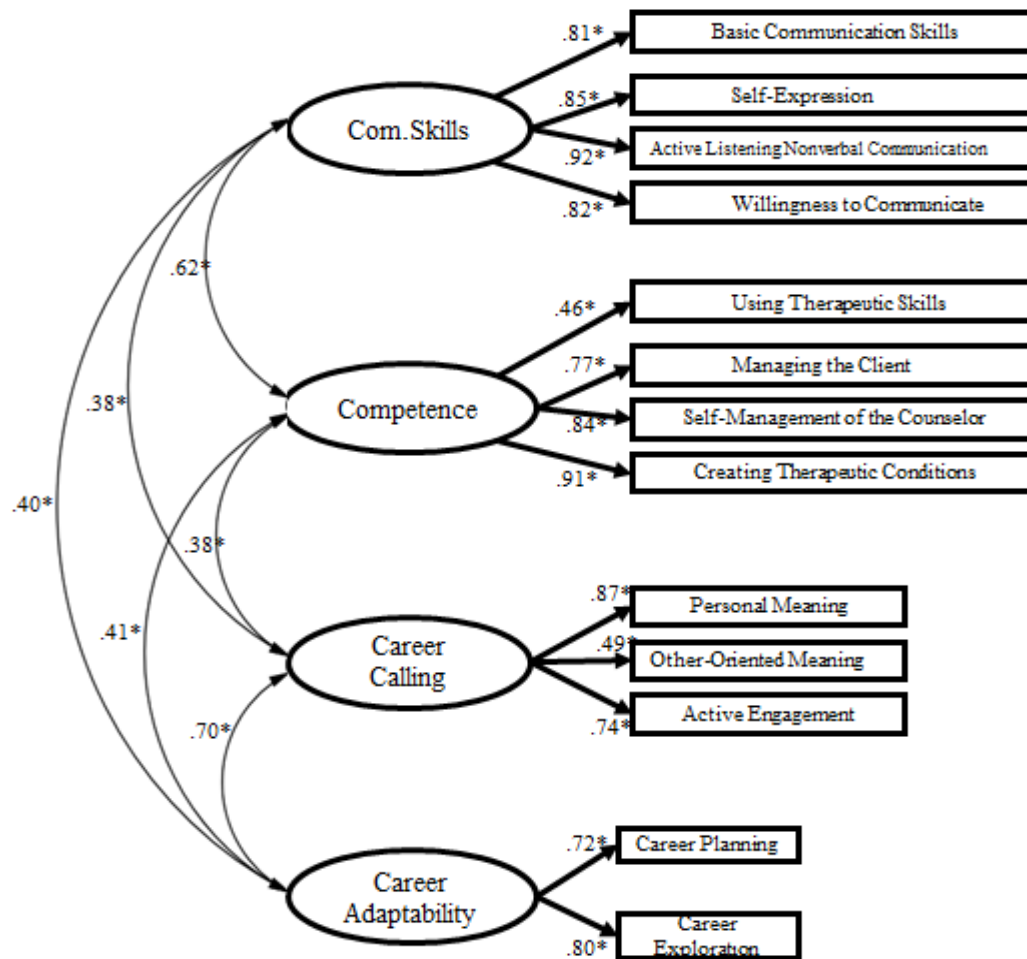 .81*
Basic Communication Skills
.85*
Self-Expression
Com.Skills
.92*
Active Listening Nonverbal Communication
.82*
Willingness to Communicate
.62*
.46*
Using Therapeutic Skills
.77*
Managing the Client
.38*
Competence
.84*
Self-Management of the Counselor
.91*
Creating Therapeutic Conditions
.40*
.38*
.87*
Personal Meaning
.41*
.49*
Career
Calling
Other-Oriented Meaning
.74*
Active Engagement
.70*
.72*
Career Planning
Career
Adaptability
.80*
Career
Exploration